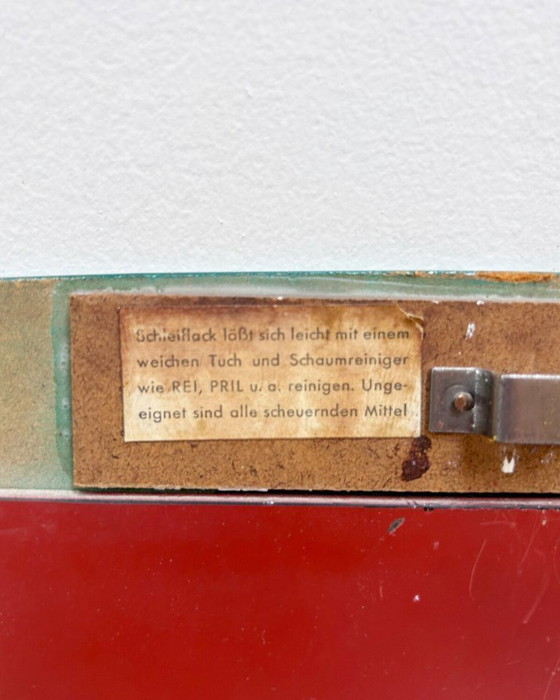 Schleiflack läßt sich leicht mit einem
weichen Tuch und Schaumreiniger
wie REI, PRIL u. a. reinigen. Unge-
eignet sind alle scheuernden Mittel